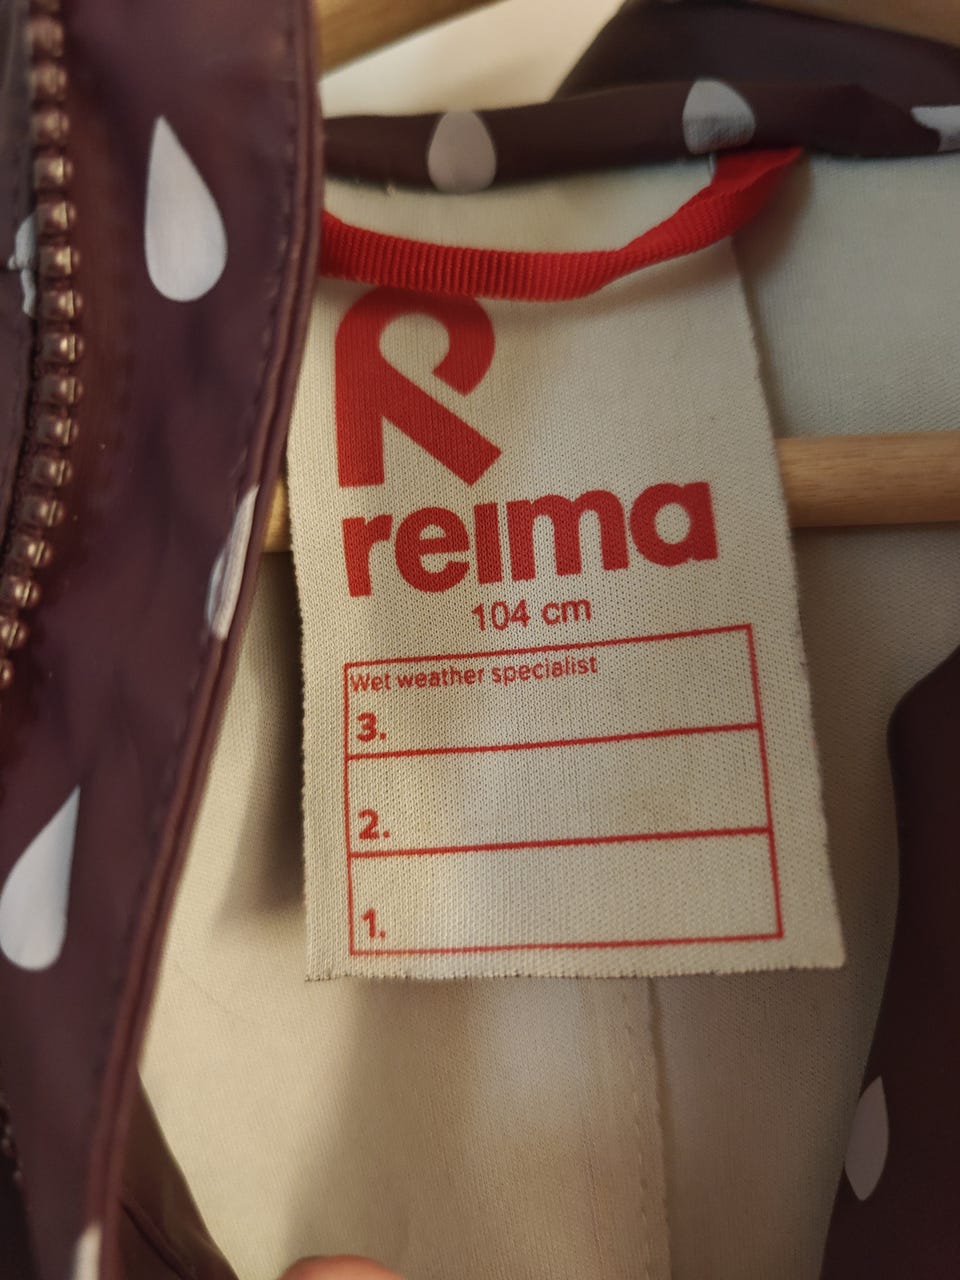 reima
104 cm
Wet weather specialist
3.
2.
1.